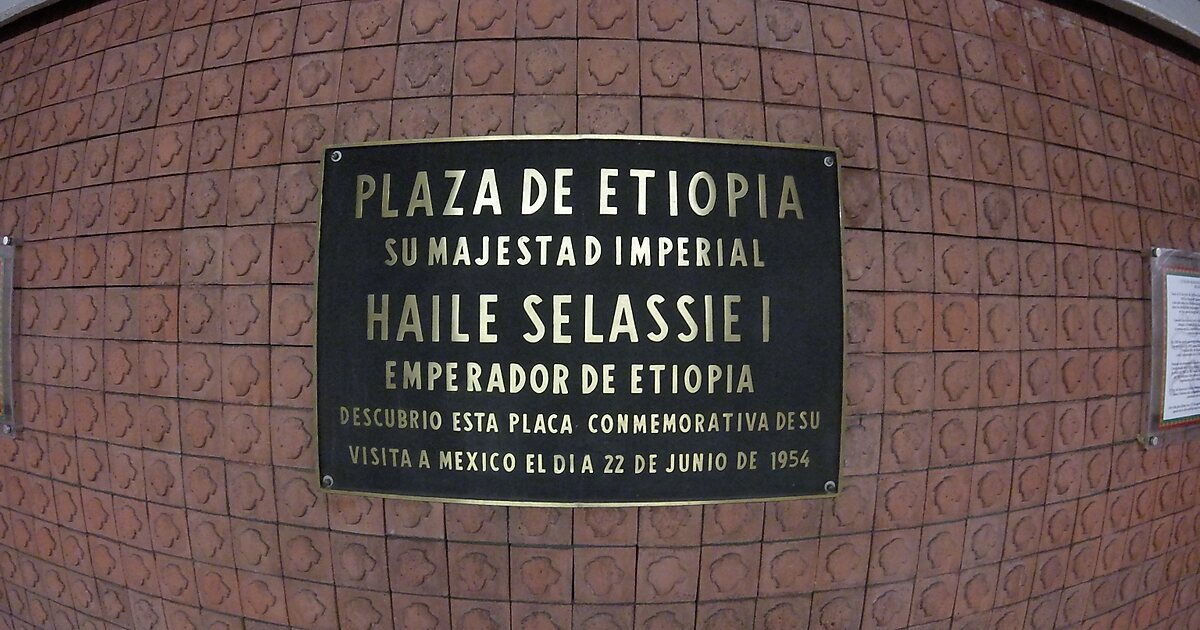 PLAZA DE ETIOPIA
SU MAJESTAD IMPERIAL
HAILE SELASSIE I
EMPERADOR DE ETIOPIA
DESCUBRIO ESTA PLACA CONMEMORATIVA DE SU
VISITA A MEXICO EL DIA 22 DE JUNIO DE 1954